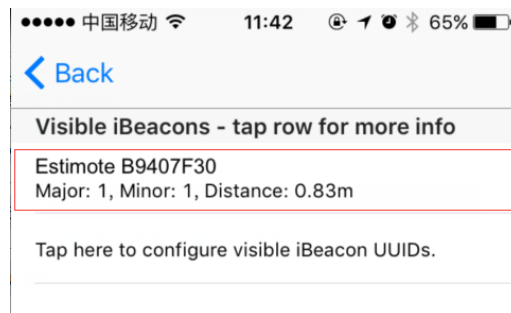 中国移动 11:42 65%
Back
Visible iBeacons - tap row for more info
Estimote B9407F30
Major: 1, Minor: 1, Distance: 0.83m
Tap here to configure visible iBeacon UUIDs.